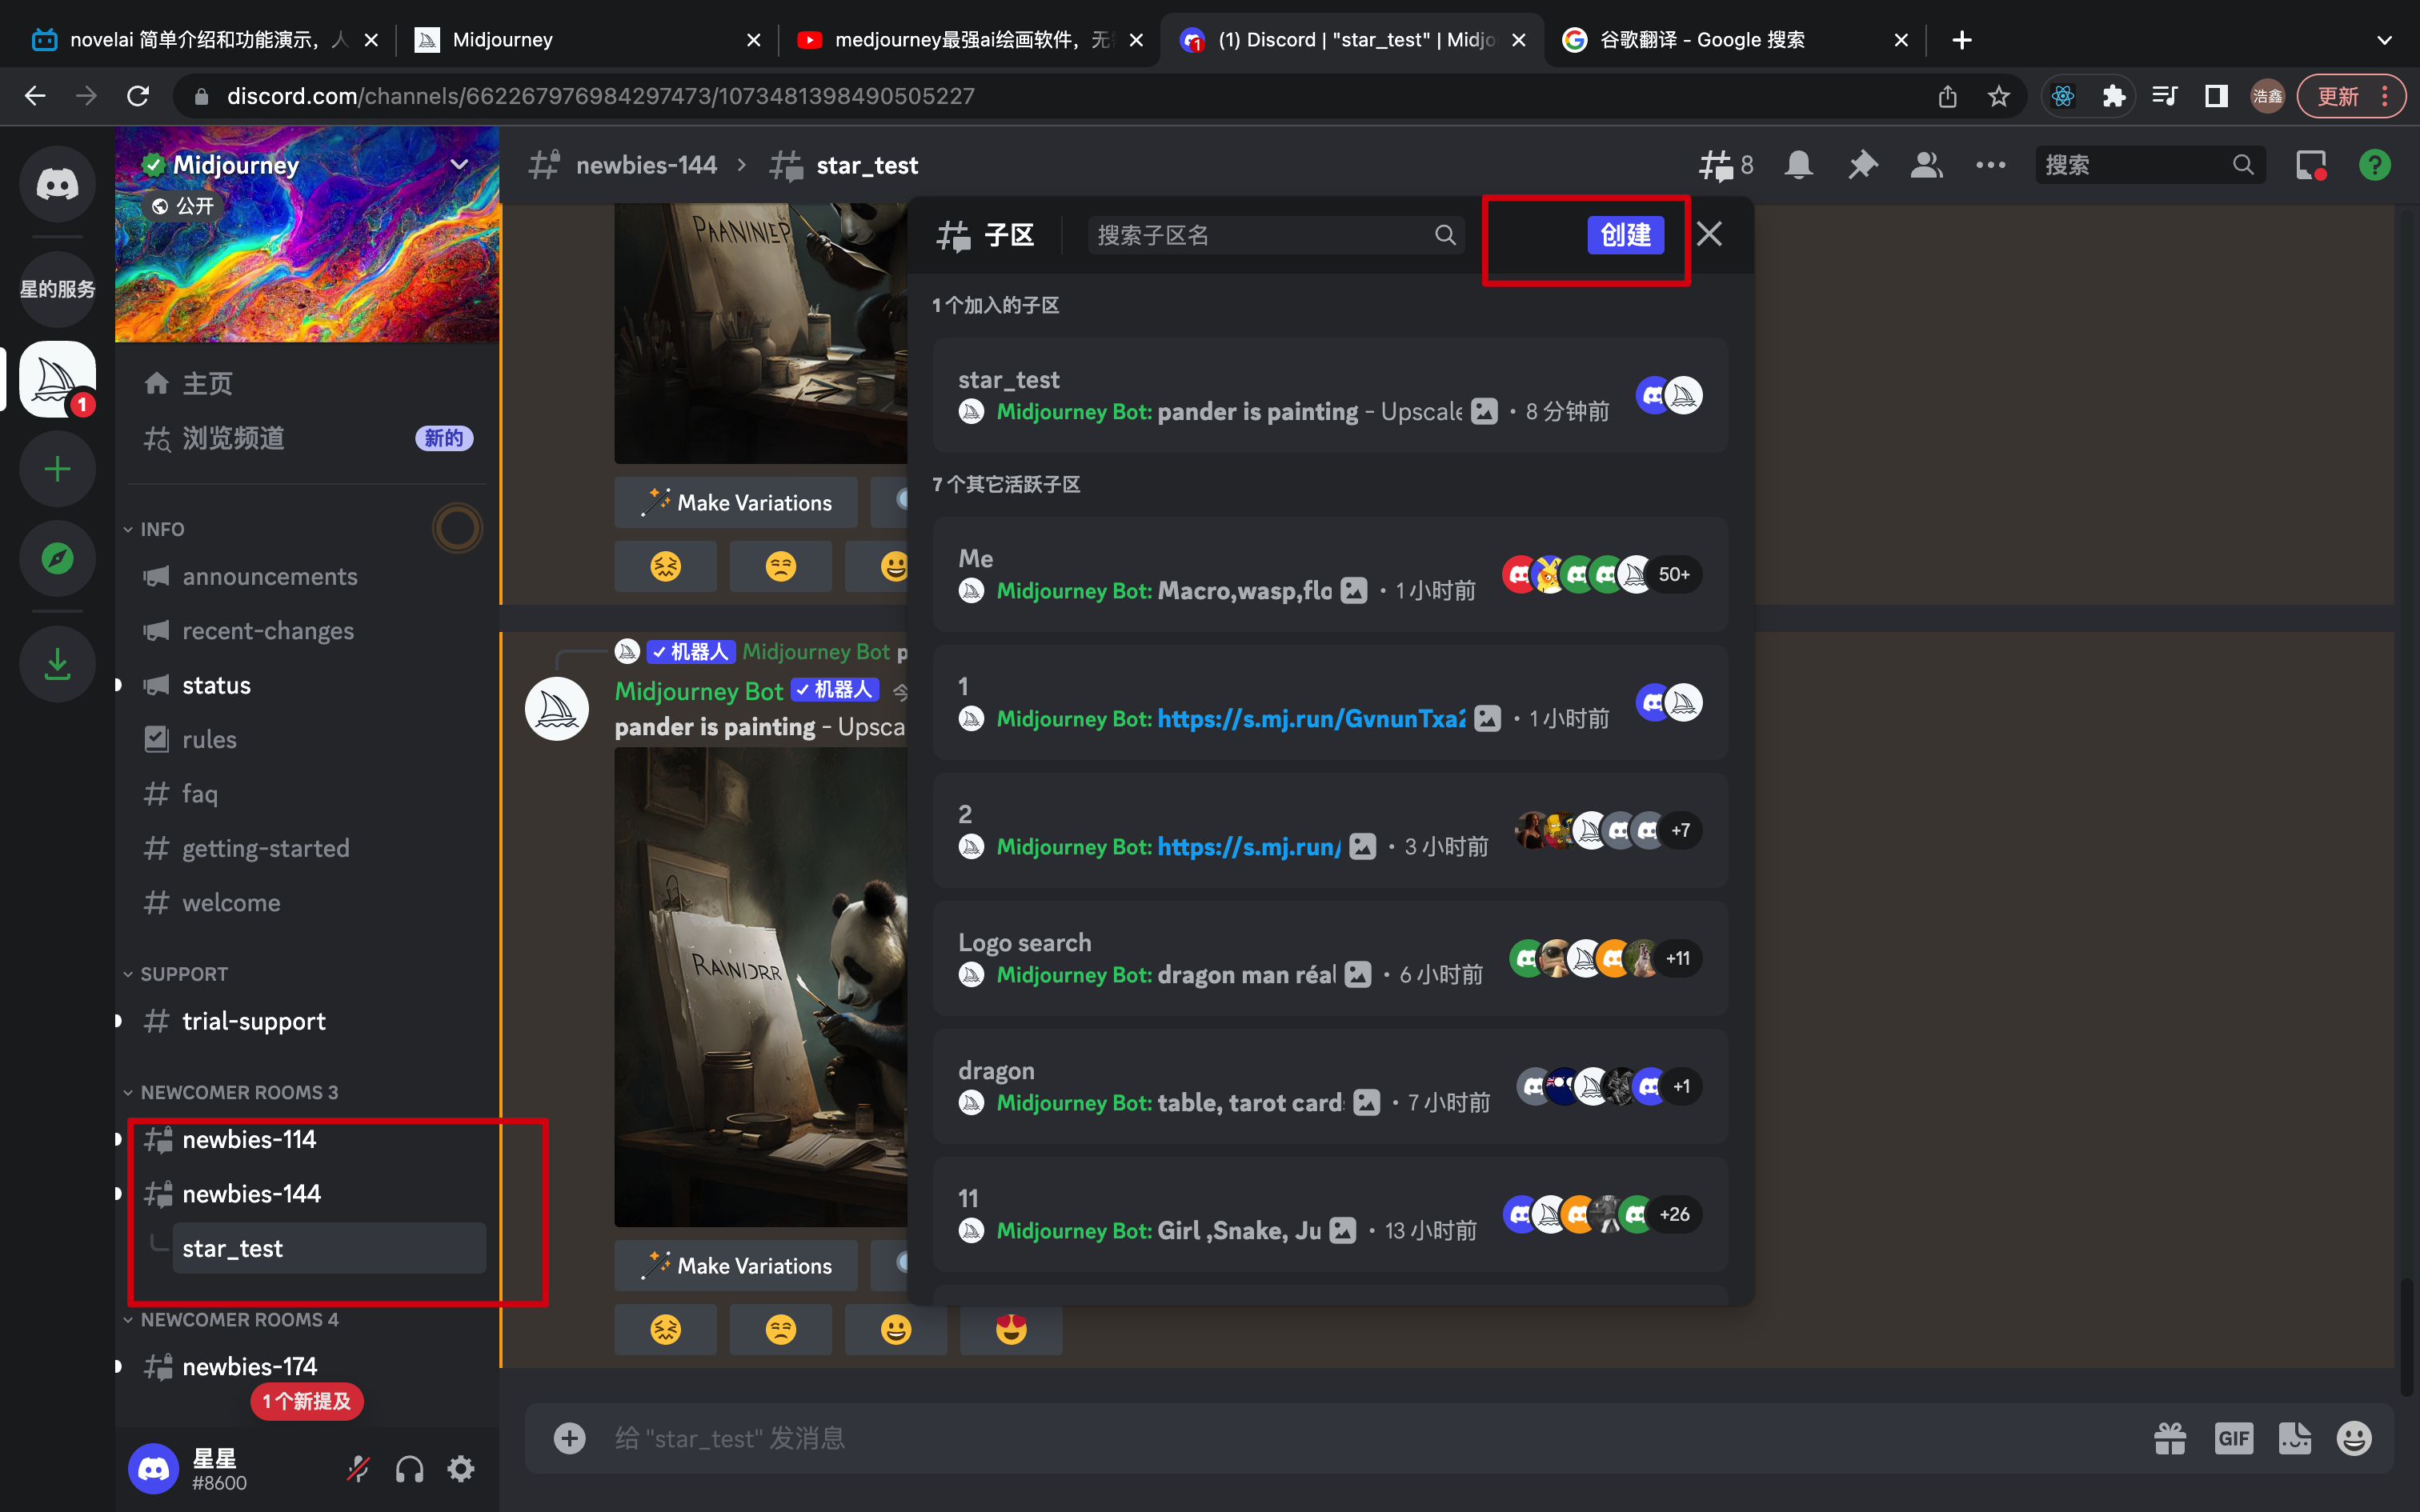 novelai 简单介绍和功能演示，人
Midjourney
medjourney最强ai绘画软件，无
(1) Discord | "star_test" | Midjo
谷歌翻译 - Google 搜索
discord.com/channels/662267976984297473/1073481398490505227
浩鑫
更新
Midjourney
公开
newbies-144
star_test
8
搜索
星的服务
1
主页
浏览频道
新的
INFO
announcements
recent-changes
status
rules
faq
getting-started
welcome
SUPPORT
trial-support
NEWCOMER ROOMS 3
newbies-114
newbies-144
star_test
NEWCOMER ROOMS 4
newbies-174
1 个新提及
星星
#8600
PAANINEP
Make Variations
机器人 Midjourney Bot p
Midjourney Bot 机器人 今
pander is painting - Upsca
RAINIDRR
Make Variations
给 "star_test" 发消息
GIF
子区
搜索子区名
创建
1 个加入的子区
star_test
Midjourney Bot: pander is painting - Upscale • 8 分钟前
7 个其它活跃子区
Me
Midjourney Bot: Macro,wasp,flo • 1 小时前
50+
1
Midjourney Bot: https://s.mj.run/GvnunTxa2 • 1 小时前
2
Midjourney Bot: https://s.mj.run/ • 3 小时前
+7
Logo search
Midjourney Bot: dragon man réal • 6 小时前
+11
dragon
Midjourney Bot: table, tarot card • 7 小时前
+1
11
Midjourney Bot: Girl ,Snake, Ju • 13 小时前
+26